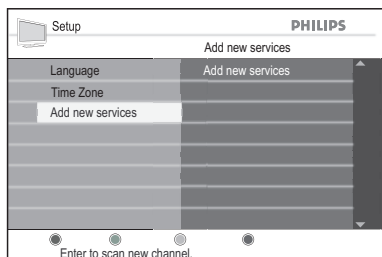 Setup
PHILIPS
Add new services
Language
Add new services
Time Zone
Add new services
Enter to scan new channel.